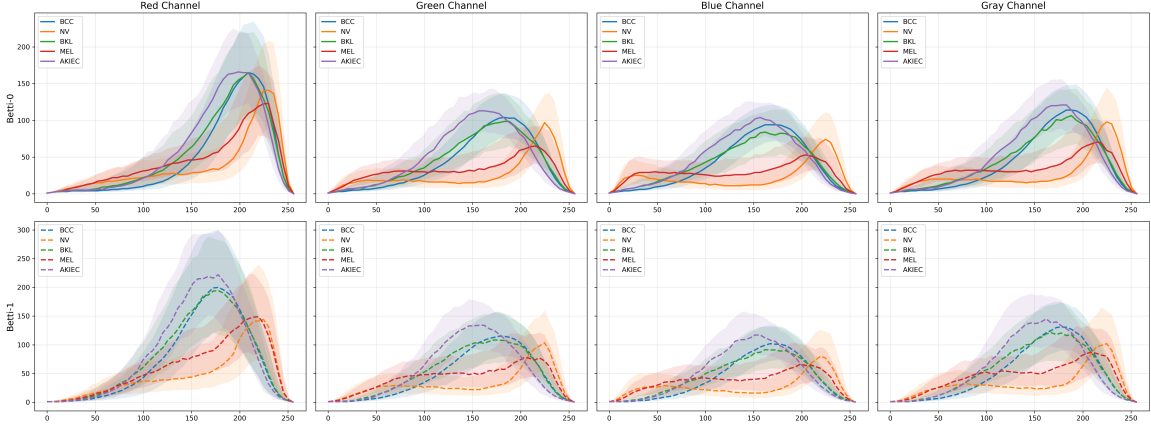 Red Channel
Green Channel
Blue Channel
Gray Channel
Betti-0
200
150
100
50
0
BCC
NV
BKL
MEL
AKIEC
0 50 100 150 200 250
BCC
NV
BKL
MEL
AKIEC
0 50 100 150 200 250
BCC
NV
BKL
MEL
AKIEC
0 50 100 150 200 250
BCC
NV
BKL
MEL
AKIEC
0 50 100 150 200 250
Betti-1
300
250
200
150
100
50
0
BCC
NV
BKL
MEL
AKIEC
0 50 100 150 200 250
BCC
NV
BKL
MEL
AKIEC
0 50 100 150 200 250
BCC
NV
BKL
MEL
AKIEC
0 50 100 150 200 250
BCC
NV
BKL
MEL
AKIEC
0 50 100 150 200 250